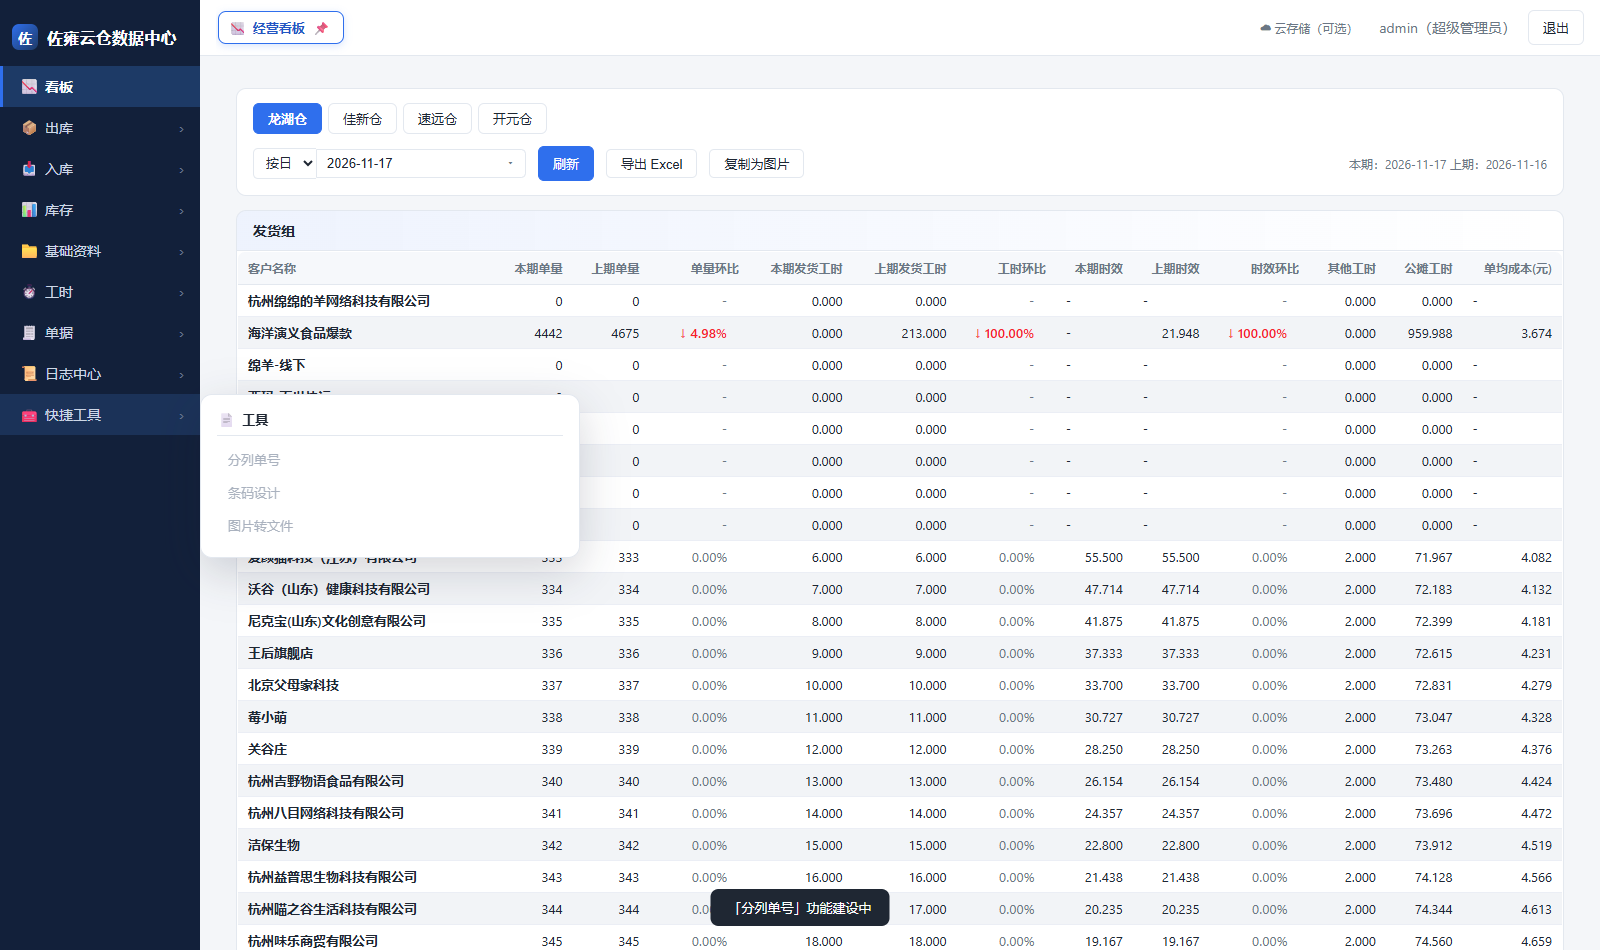 佐 佐雍云仓数据中心
经营看板
云存储（可选） admin（超级管理员） 退出
看板
出库
入库
库存
基础资料
工时
单据
日志中心
快捷工具
龙湖仓 佳新仓 速远仓 开元仓
按日 2026-11-17 刷新 导出 Excel 复制为图片 本期：2026-11-17 上期：2026-11-16
发货组
客户名称 本期单量 上期单量 单量环比 本期发货工时 上期发货工时 工时环比 本期时效 上期时效 时效环比 其他工时 公摊工时 单均成本(元)
杭州绵绵的羊网络科技有限公司 0 0 - 0.000 0.000 - - - - 0.000 0.000 -
海洋演义食品爆款 4442 4675 ↓ 4.98% 0.000 213.000 ↓ 100.00% - 21.948 ↓ 100.00% 0.000 959.988 3.674
绵羊-线下 0 0 - 0.000 0.000 - - - - 0.000 0.000 -
0 - 0.000 0.000 - - - - 0.000 0.000 -
0 - 0.000 0.000 - - - - 0.000 0.000 -
0 - 0.000 0.000 - - - - 0.000 0.000 -
0 - 0.000 0.000 - - - - 0.000 0.000 -
0 - 0.000 0.000 - - - - 0.000 0.000 -
333 0.00% 6.000 6.000 0.00% 55.500 55.500 0.00% 2.000 71.967 4.082
沃谷（山东）健康科技有限公司 334 334 0.00% 7.000 7.000 0.00% 47.714 47.714 0.00% 2.000 72.183 4.132
尼克宝(山东)文化创意有限公司 335 335 0.00% 8.000 8.000 0.00% 41.875 41.875 0.00% 2.000 72.399 4.181
王后旗舰店 336 336 0.00% 9.000 9.000 0.00% 37.333 37.333 0.00% 2.000 72.615 4.231
北京父母家科技 337 337 0.00% 10.000 10.000 0.00% 33.700 33.700 0.00% 2.000 72.831 4.279
莓小萌 338 338 0.00% 11.000 11.000 0.00% 30.727 30.727 0.00% 2.000 73.047 4.328
关谷庄 339 339 0.00% 12.000 12.000 0.00% 28.250 28.250 0.00% 2.000 73.263 4.376
杭州吉野物语食品有限公司 340 340 0.00% 13.000 13.000 0.00% 26.154 26.154 0.00% 2.000 73.480 4.424
杭州八目网络科技有限公司 341 341 0.00% 14.000 14.000 0.00% 24.357 24.357 0.00% 2.000 73.696 4.472
洁保生物 342 342 0.00% 15.000 15.000 0.00% 22.800 22.800 0.00% 2.000 73.912 4.519
杭州益普思生物科技有限公司 343 343 0.00% 16.000 16.000 0.00% 21.438 21.438 0.00% 2.000 74.128 4.566
杭州喵之谷生活科技有限公司 344 344 17.000 0.00% 20.235 20.235 0.00% 2.000 74.344 4.613
杭州味乐商贸有限公司 345 345 0.00% 18.000 18.000 0.00% 19.167 19.167 0.00% 2.000 74.560 4.659
工具
分列单号
条码设计
图片转文件
「分列单号」功能建设中